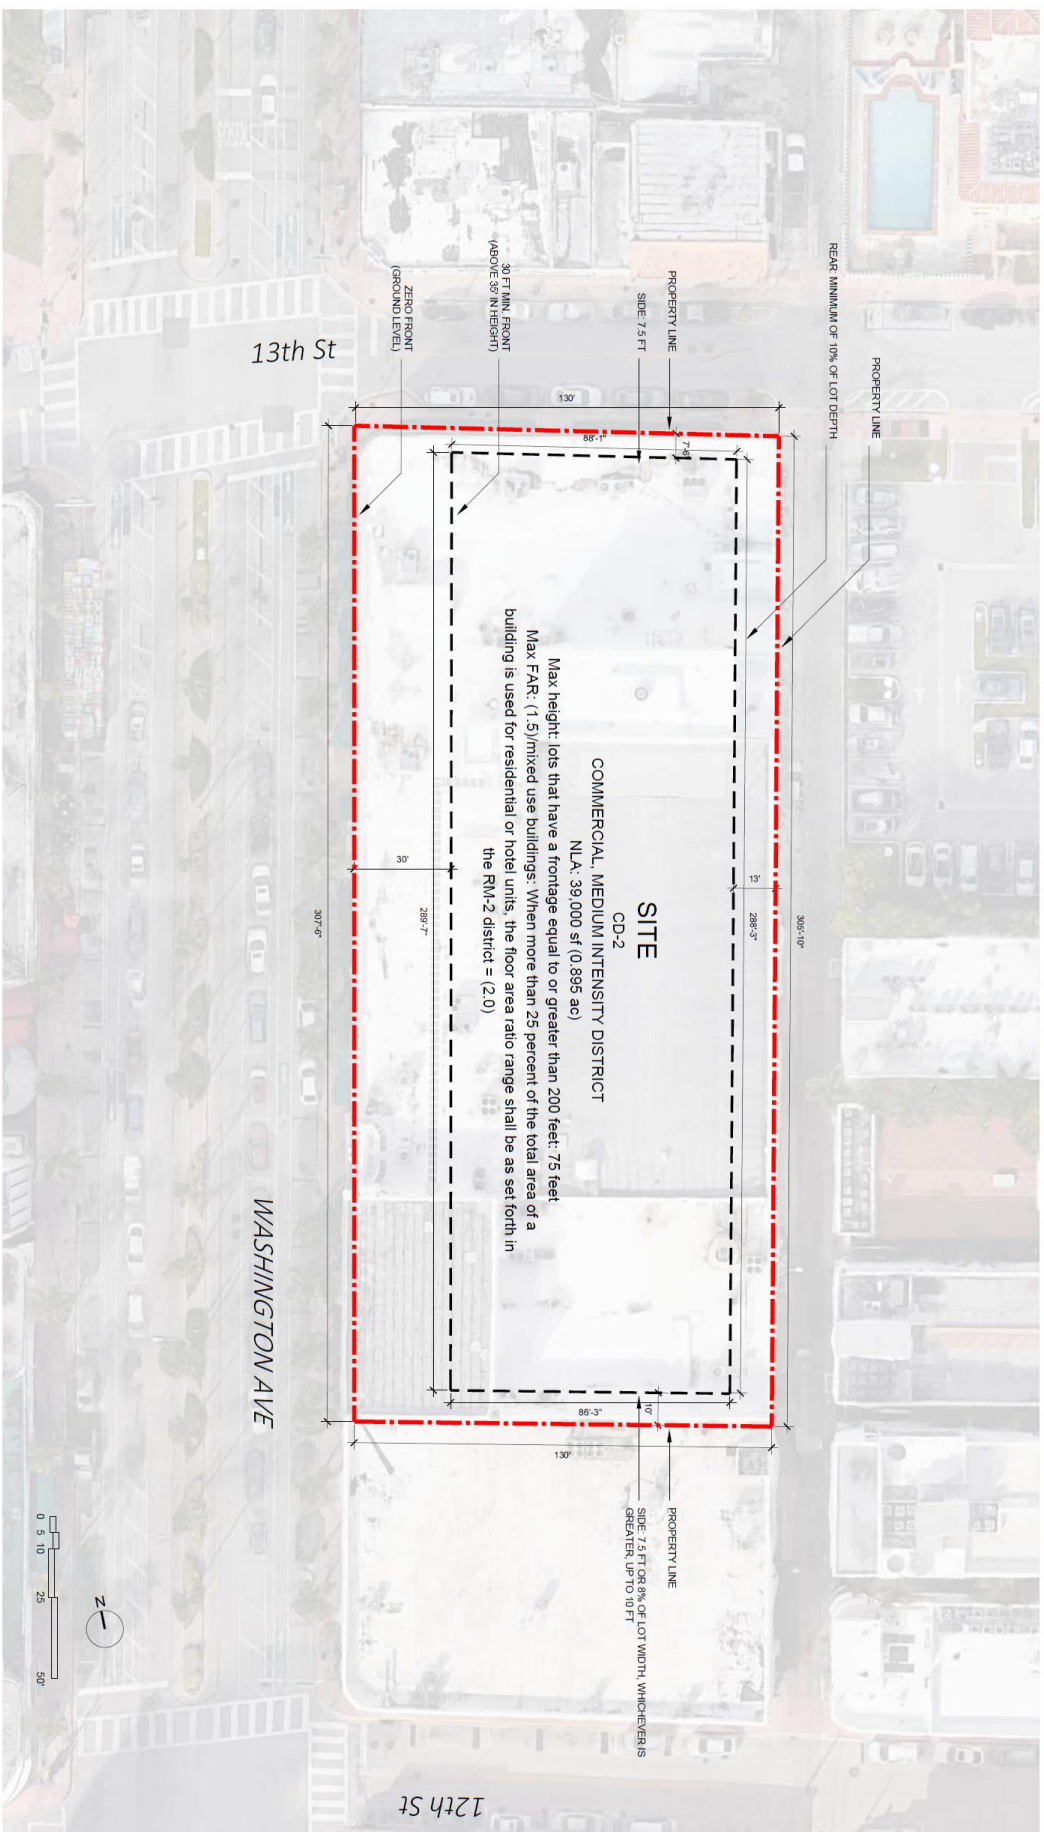 SITE
CD-2
COMMERCIAL, MEDIUM INTENSITY DISTRICT
NLA: 39,000 sf (0.895 ac)
Max height: lots that have a frontage equal to or greater than 200 feet: 75 feet
Max FAR: (1.5)/mixed use buildings: When more than 25 percent of the total area of a
building is used for residential or hotel units, the floor area ratio range shall be as set forth in
the RM-2 district = (2.0)
PROPERTY LINE
REAR: MINIMUM OF 10% OF LOT DEPTH
PROPERTY LINE
SIDE: 7.5 FT
30 FT MIN. FRONT
(ABOVE 35' IN HEIGHT)
ZERO FRONT
(GROUND LEVEL)
13th St
130'
88'-1"
7'-6"
305'-10"
288'-3"
13'
30'
289'-7"
307'-6"
86'-3"
10'
130'
PROPERTY LINE
SIDE: 7.5 FT OR 8% OF LOT WIDTH, WHICHEVER IS
GREATER, UP TO 10 FT
WASHINGTON AVE
12th St
N
0 5 10 25 50'